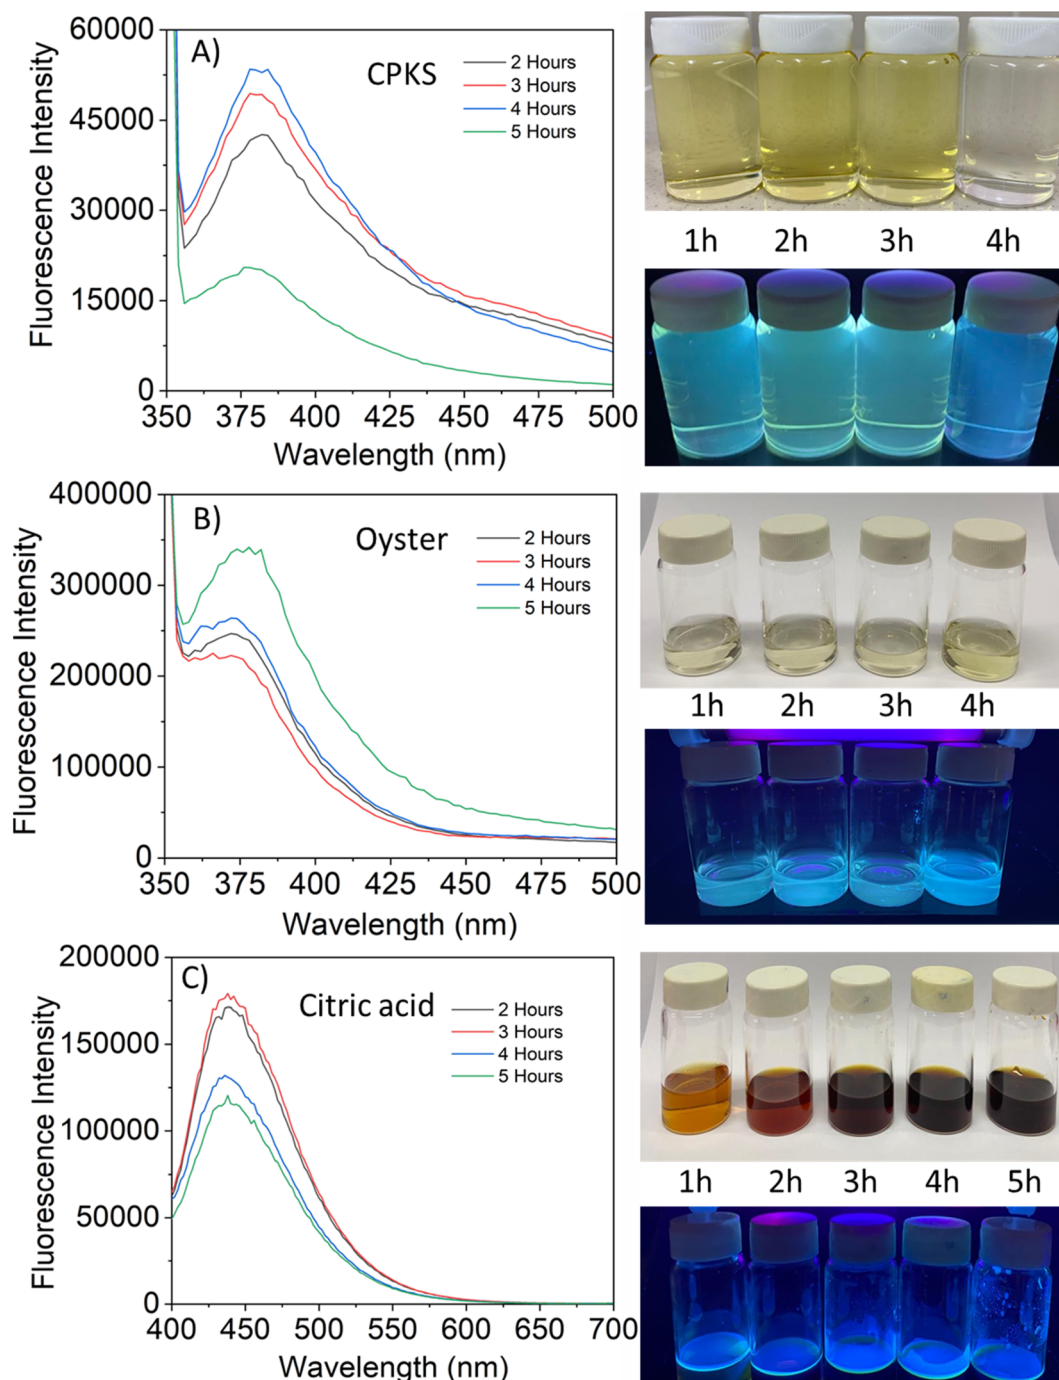 A)
CPKS
2 Hours
3 Hours
4 Hours
5 Hours
Fluorescence Intensity
60000
45000
30000
15000
0
350 375 400 425 450 475 500
Wavelength (nm)
1h 2h 3h 4h
B)
Oyster
2 Hours
3 Hours
4 Hours
5 Hours
Fluorescence Intensity
400000
300000
200000
100000
0
350 375 400 425 450 475 500
Wavelength (nm)
1h 2h 3h 4h
C)
Citric acid
2 Hours
3 Hours
4 Hours
5 Hours
Fluorescence Intensity
200000
150000
100000
50000
0
400 450 500 550 600 650 700
Wavelength (nm)
1h 2h 3h 4h 5h